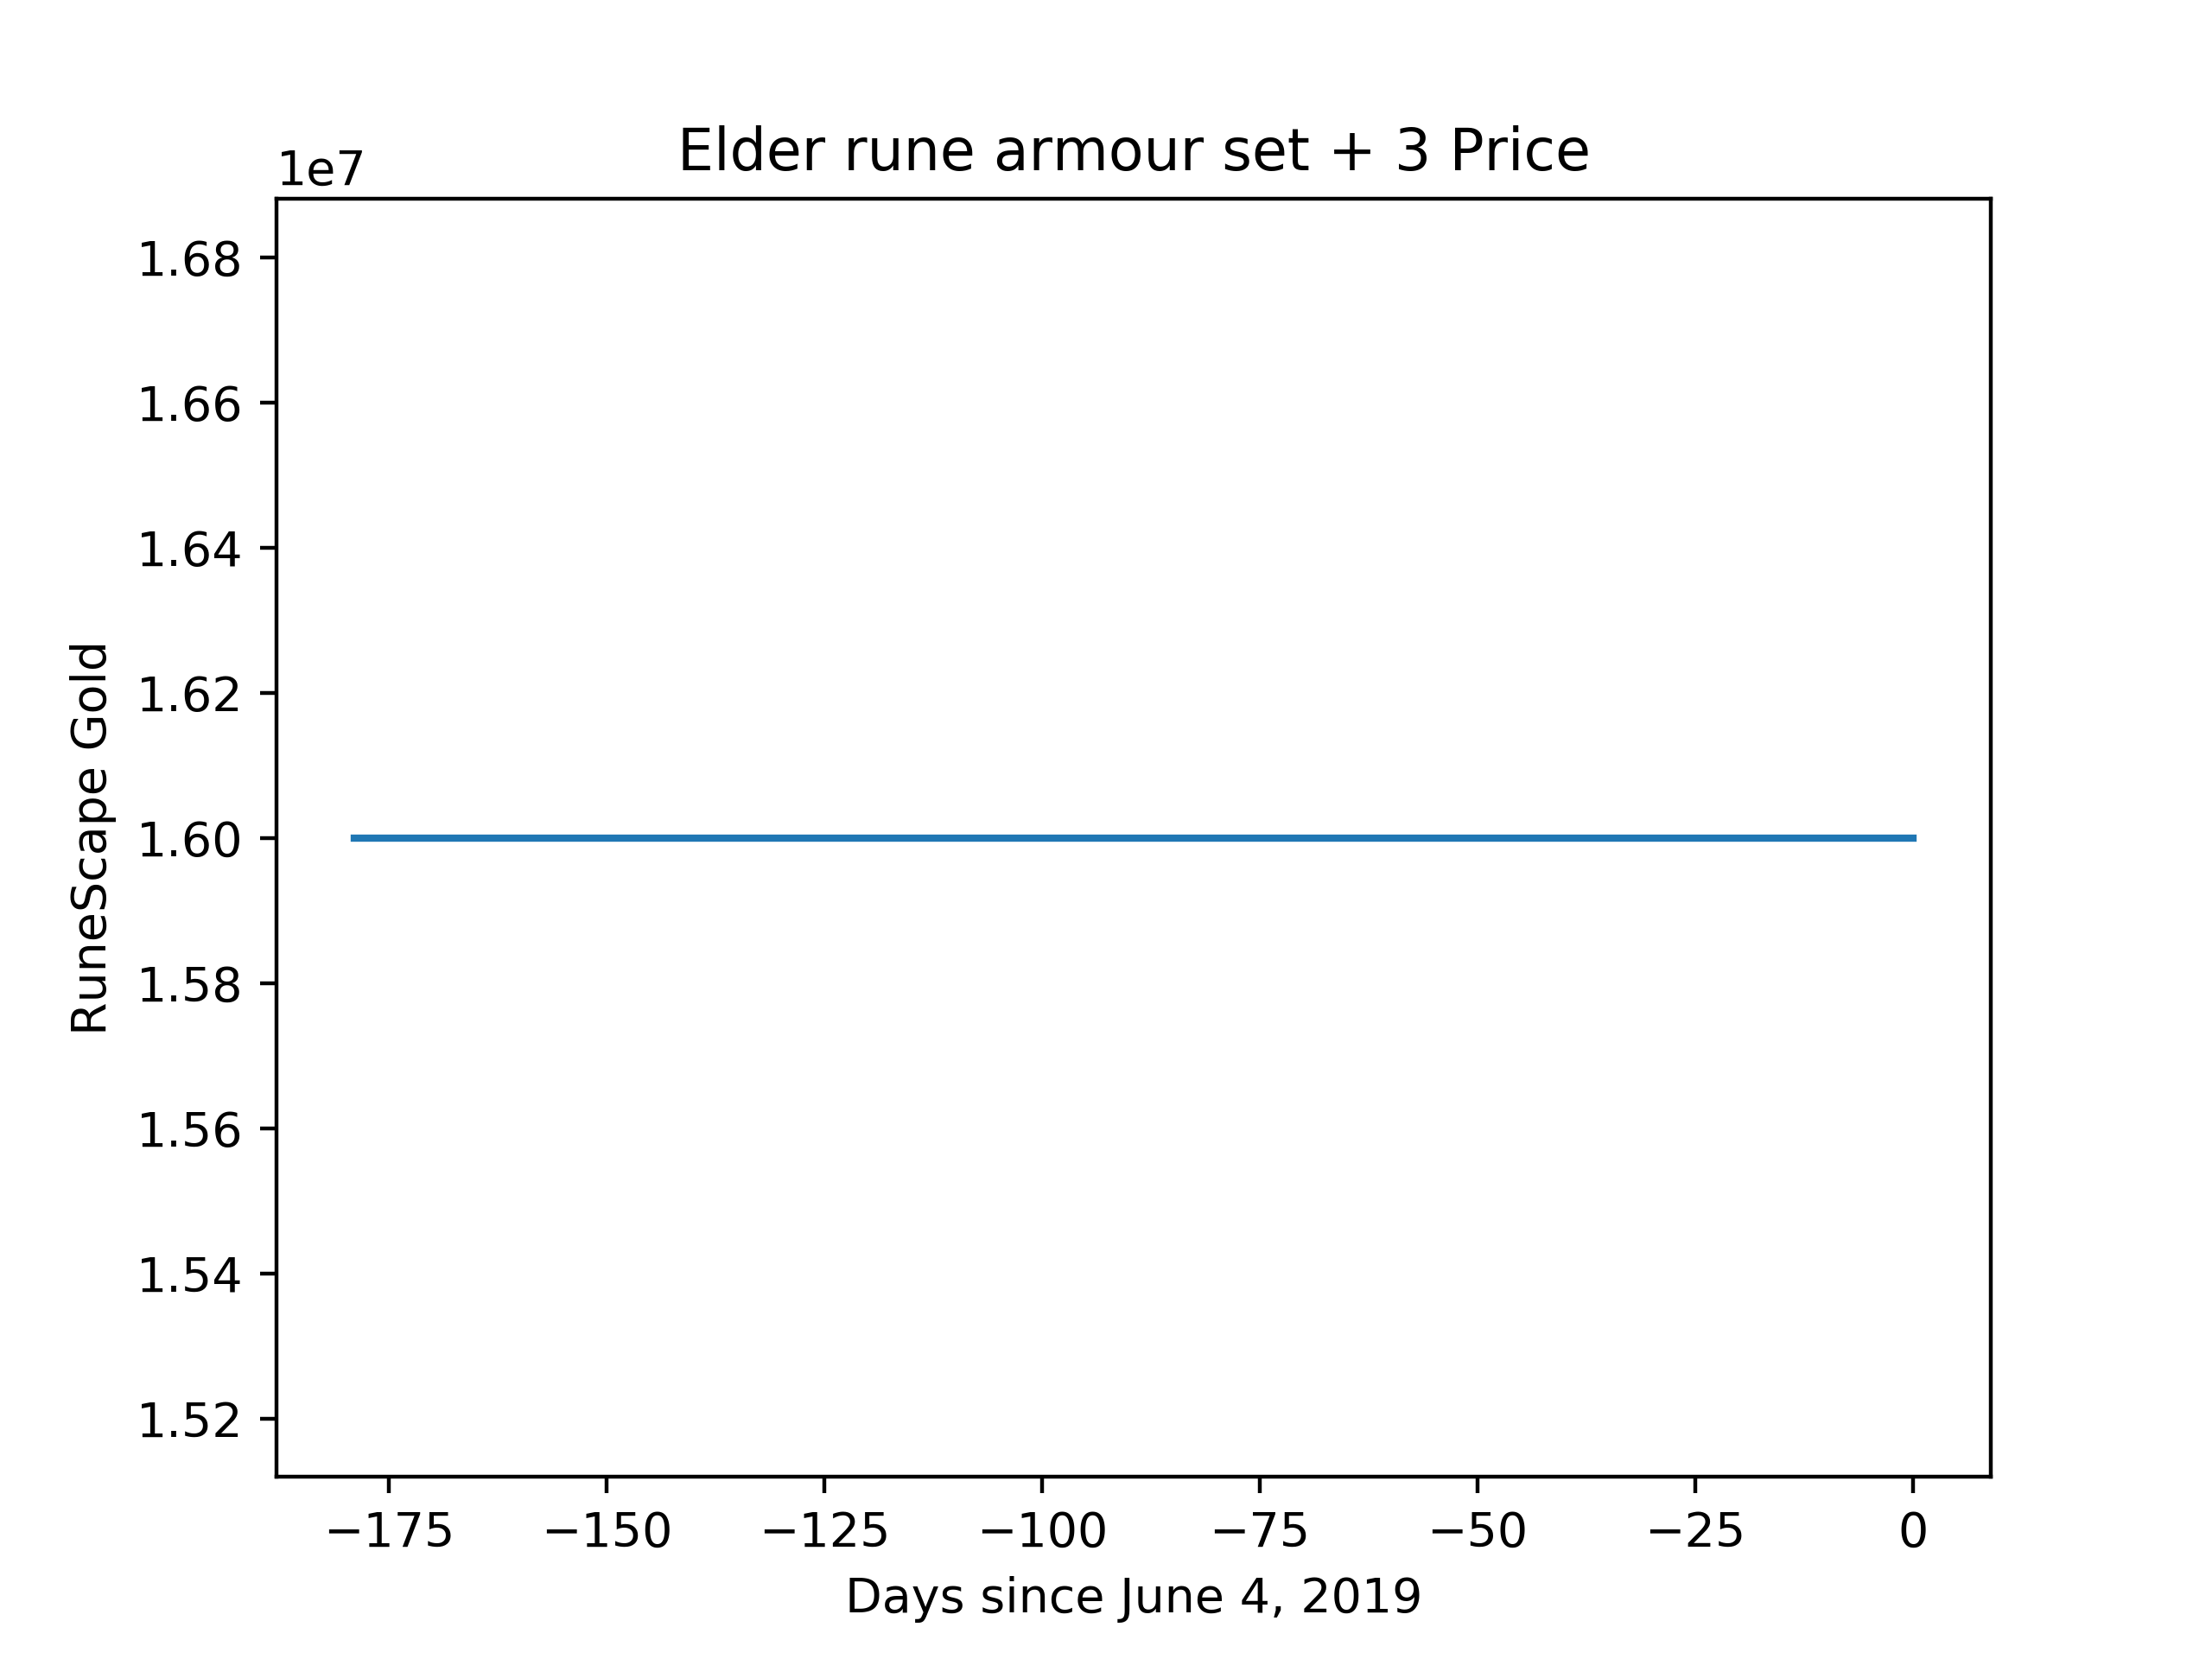 Elder rune armour set + 3 Price
1e7
1.68
1.66
1.64
1.62
1.60
1.58
1.56
1.54
1.52
RuneScape Gold
−175 −150 −125 −100 −75 −50 −25 0
Days since June 4, 2019